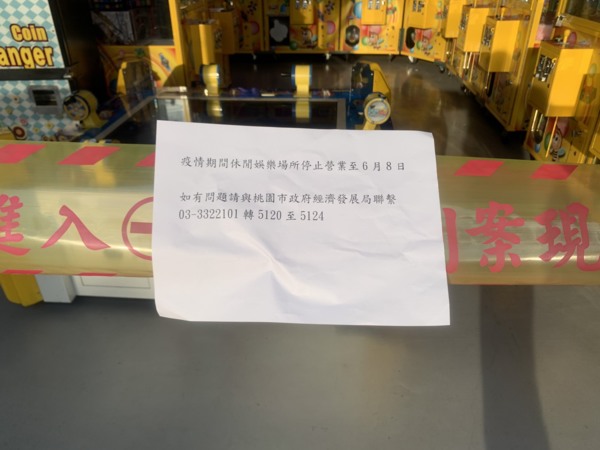 Coin
anger
疫情期間休閒娛樂場所停止營業至6月8日
如有問題請與桃園市政府經濟發展局聯繫
03-3322101 轉 5120 至 5124
進入
案現